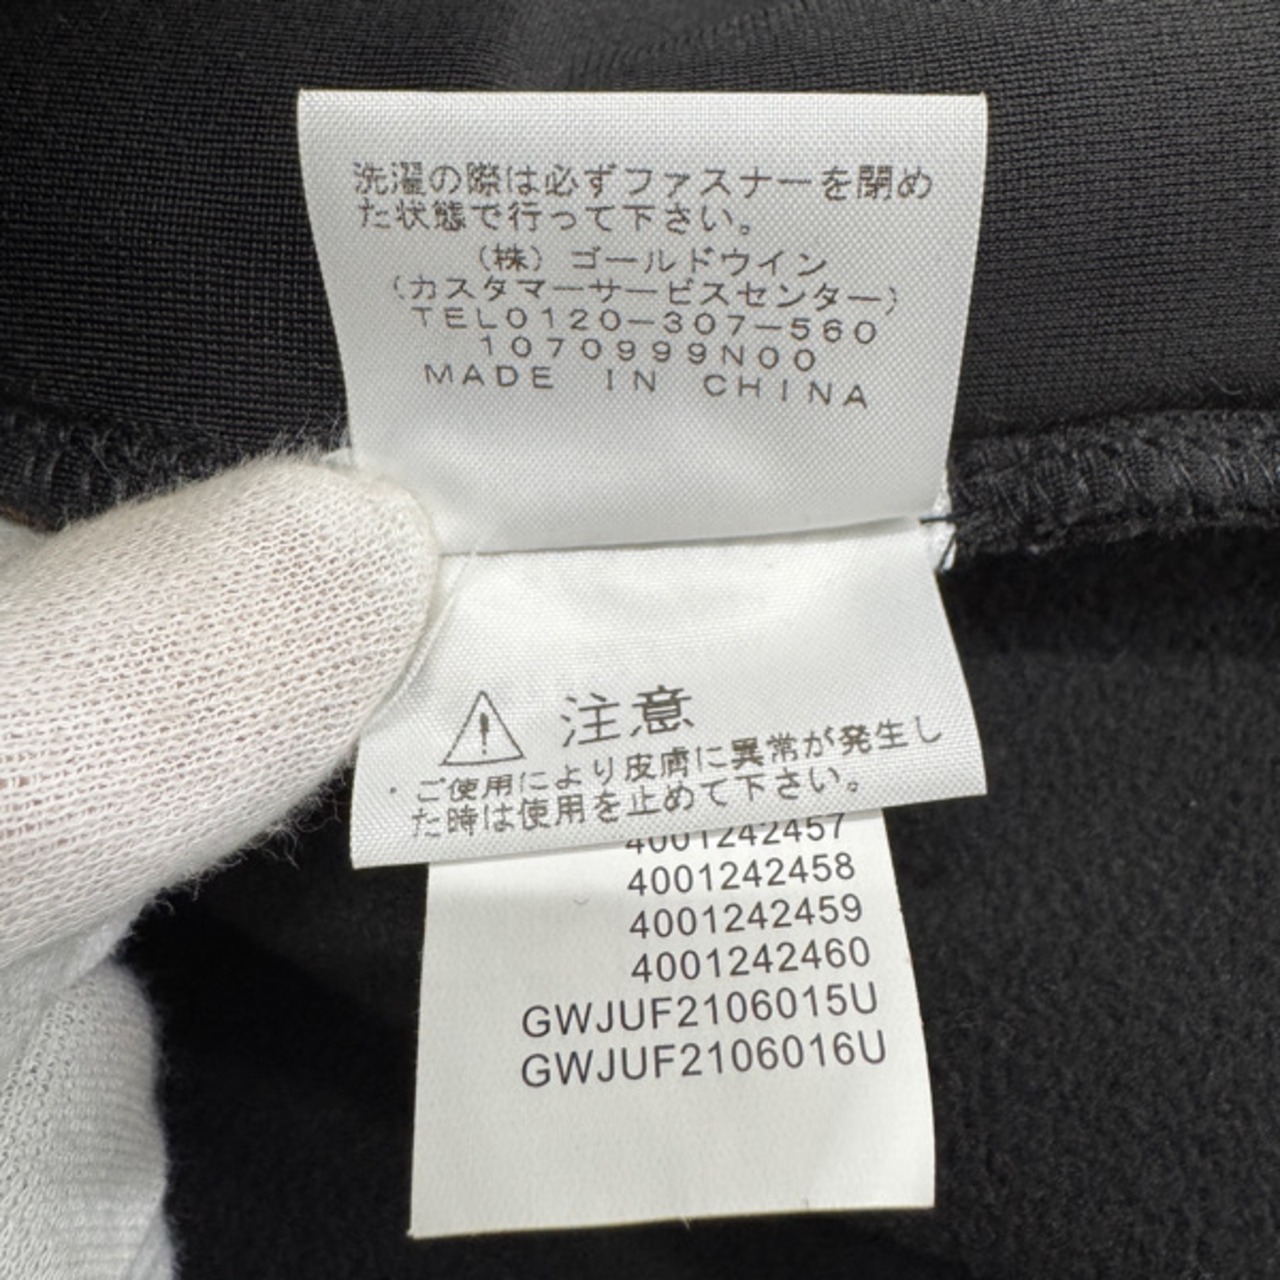 洗濯の際は必ずファスナーを閉め
た状態で行って下さい。
(株) ゴールドウイン
(カスタマーサービスセンター)
TEL0120-307-560
1070999N00
MADE IN CHINA
注意
・ご使用により皮膚に異常が発生し
た時は使用を止めて下さい。
4001242457
4001242458
4001242459
4001242460
GWJUF2106015U
GWJUF2106016U